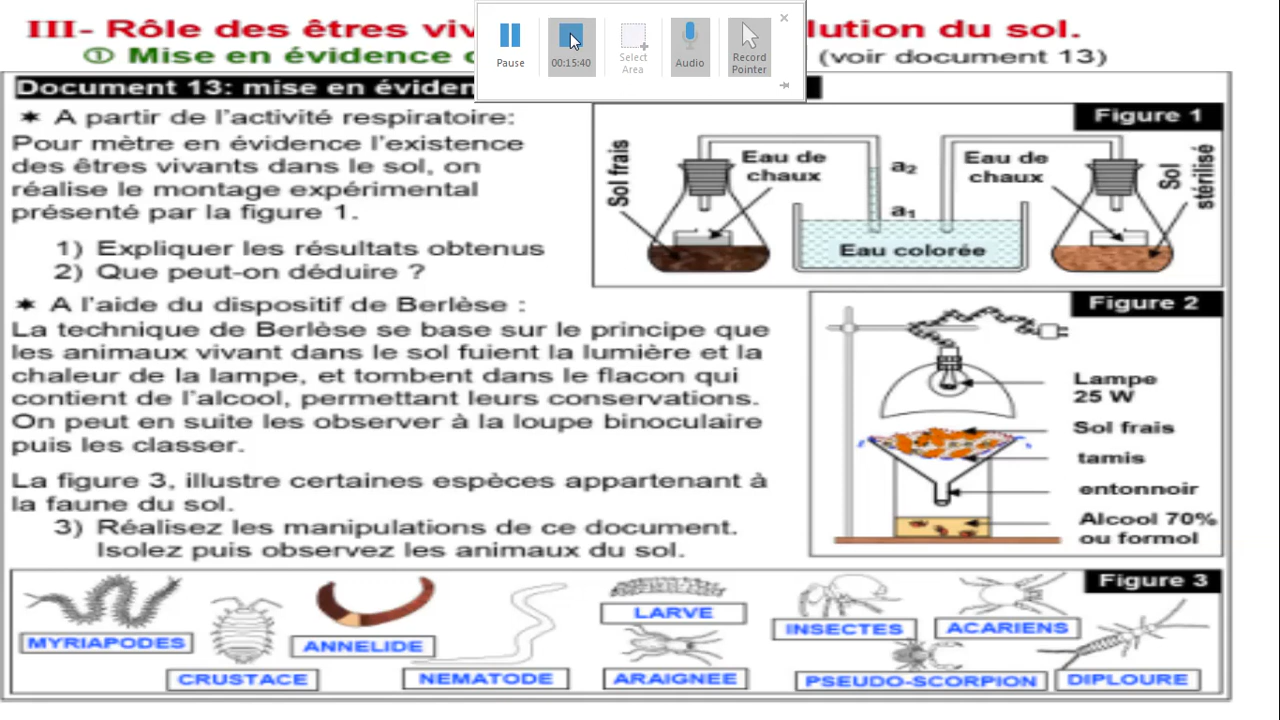 III- Rôle des êtres viv lution du sol.
① Mise en évidence (voir document 13)
Pause
00:15:40
Select
Area
Audio
Record
Pointer
Document 13: mise en éviden
✶ A partir de l'activité respiratoire:
Pour mètre en évidence l'existence
des êtres vivants dans le sol, on
réalise le montage expérimental
présenté par la figure 1.
1) Expliquer les résultats obtenus
2) Que peut-on déduire ?
Figure 1
Sol frais
Eau de
chaux
a2
a1
Eau de
chaux
Sol
stérilisé
Eau colorée
✶ A l'aide du dispositif de Berlèse :
La technique de Berlèse se base sur le principe que
les animaux vivant dans le sol fuient la lumière et la
chaleur de la lampe, et tombent dans le flacon qui
contient de l'alcool, permettant leurs conservations.
On peut en suite les observer à la loupe binoculaire
puis les classer.
La figure 3, illustre certaines espèces appartenant à
la faune du sol.
3) Réalisez les manipulations de ce document.
Isolez puis observez les animaux du sol.
Figure 2
Lampe
25 W
Sol frais
tamis
entonnoir
Alcool 70%
ou formol
Figure 3
MYRIAPODES
CRUSTACE
ANNELIDE
NEMATODE
LARVE
ARAIGNEE
INSECTES
ACARIENS
PSEUDO-SCORPION
DIPLOURE